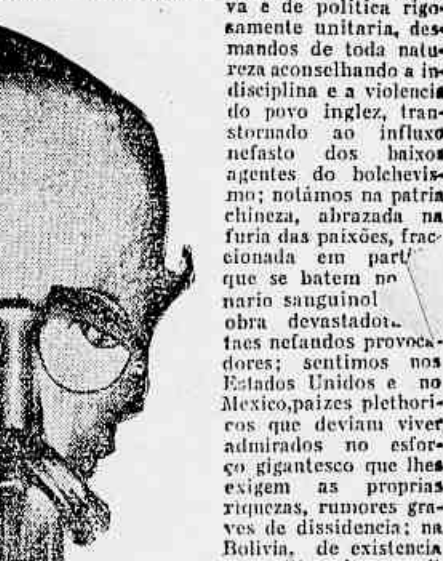 va e de politica rigo-
samente unitaria, des-
mandos de toda natu-
reza aconselhando a in-
disciplina e a violencia
do povo inglez, tran-
stornado ao influxo
nefasto dos baixos
agentes do bolchevis-
mo; notámos na patria
chineza, abrazada na
furia das paixões, frac-
cionada em part
que se batem no
nario sanguinol
obra devastador
taes nefandos provoca-
dores; sentimos nos
Estados Unidos e no
Mexico, paizes plethori-
cos que deviam viver
admirados no esfor-
ço gigantesco que lhes
exigem as proprias
riquezas, rumores gra-
ves de dissidencia; na
Bolivia, de existencia